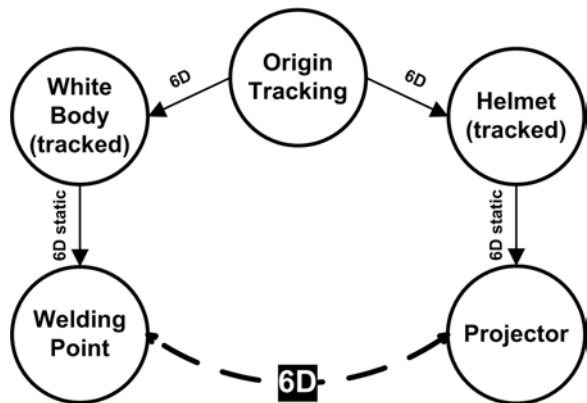 6D
Origin
Tracking
6D
White
Body
(tracked)
Helmet
(tracked)
6D static
6D static
Welding
Point
Projector
6D